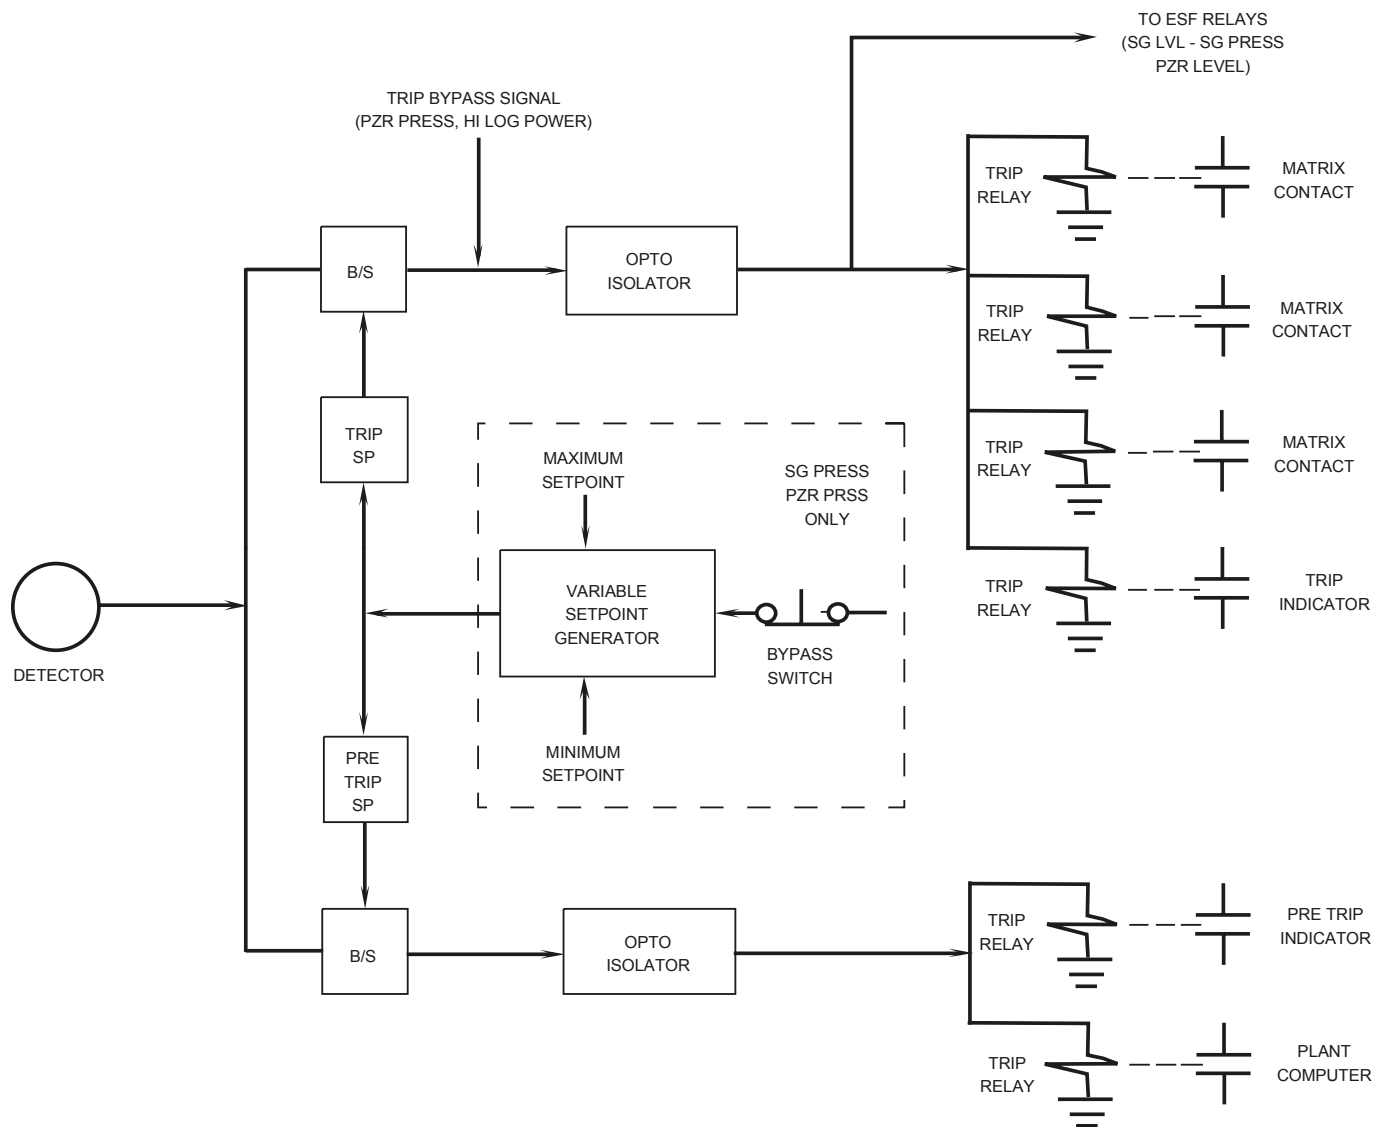 TO ESF RELAYS
(SG LVL - SG PRESS
PZR LEVEL)
TRIP BYPASS SIGNAL
(PZR PRESS, HI LOG POWER)
TRIP
RELAY
MATRIX
CONTACT
B/S
OPTO
ISOLATOR
TRIP
RELAY
MATRIX
CONTACT
TRIP
SP
MAXIMUM
SETPOINT
SG PRESS
PZR PRSS
ONLY
TRIP
RELAY
MATRIX
CONTACT
DETECTOR
VARIABLE
SETPOINT
GENERATOR
BYPASS
SWITCH
TRIP
RELAY
TRIP
INDICATOR
PRE
TRIP
SP
MINIMUM
SETPOINT
B/S
OPTO
ISOLATOR
TRIP
RELAY
PRE TRIP
INDICATOR
TRIP
RELAY
PLANT
COMPUTER